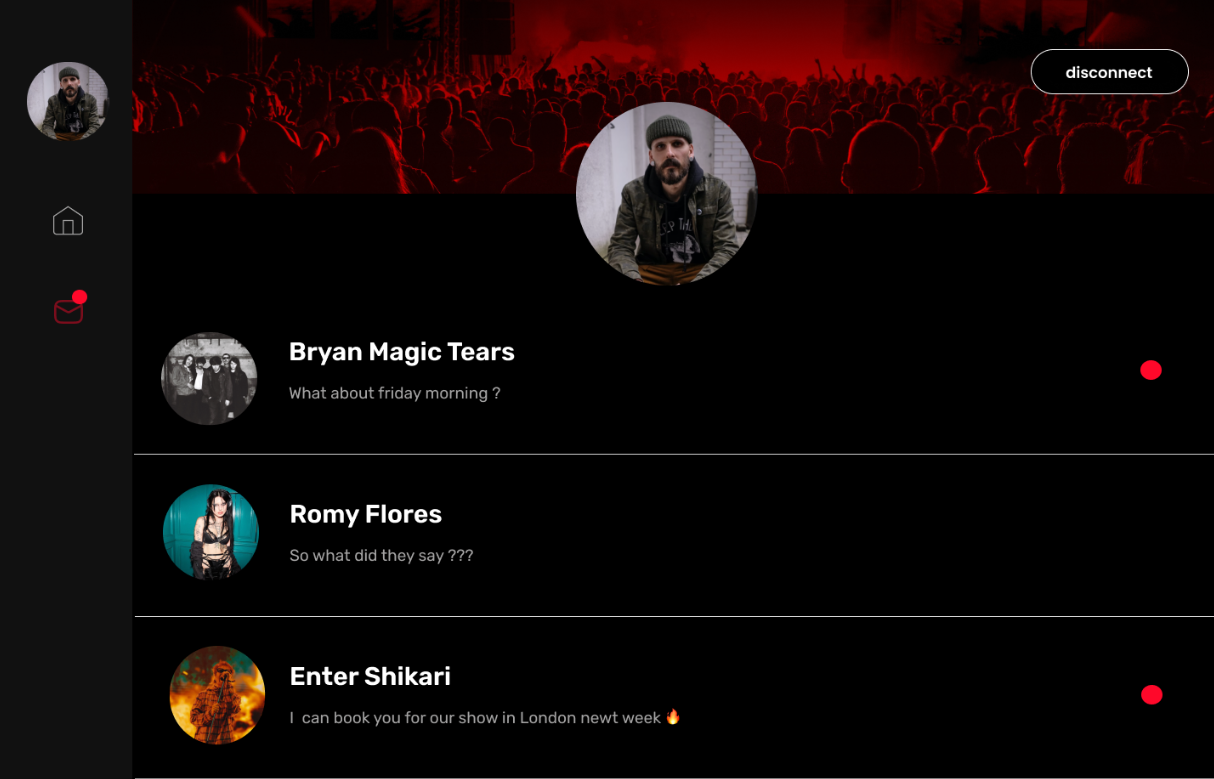 disconnect
Bryan Magic Tears
What about friday morning ?
Romy Flores
So what did they say ???
Enter Shikari
I can book you for our show in London newt week 🔥